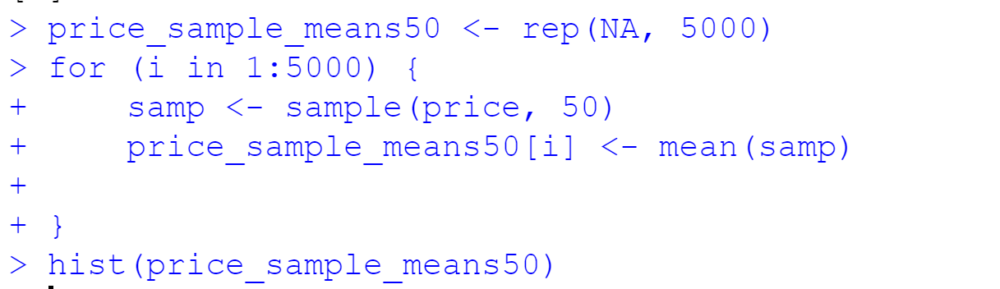 > price_sample_means50 <- rep(NA, 5000)
> for (i in 1:5000) {
+     samp <- sample(price, 50)
+     price_sample_means50[i] <- mean(samp)
+
+ }
> hist(price_sample_means50)